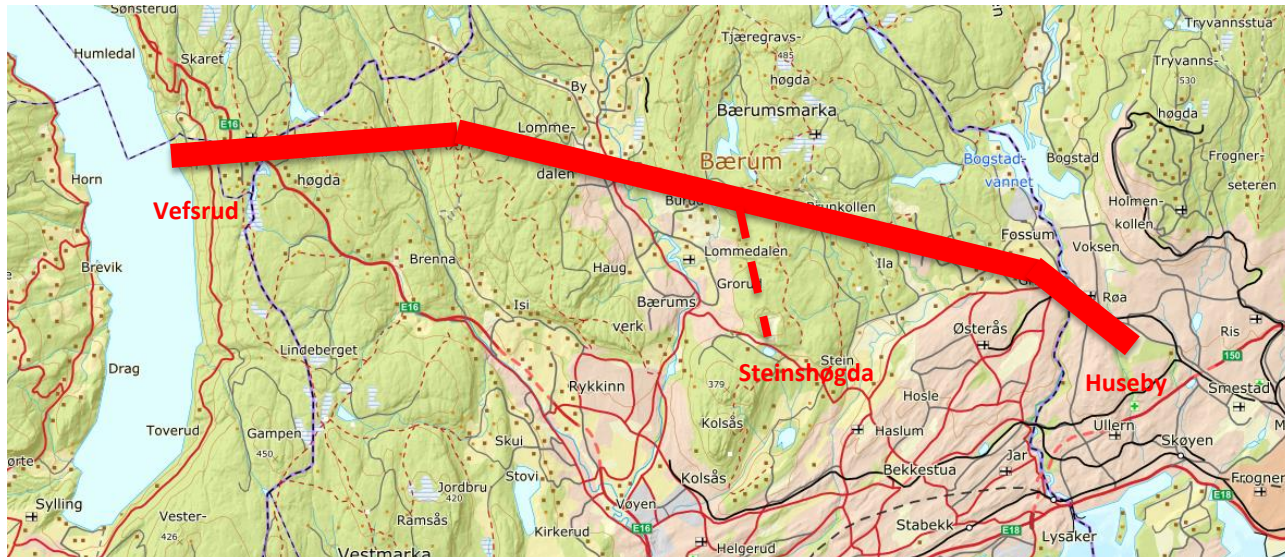 Sønsterud
Humledal
Skaret
Tjæregravs-
485
høgda
Tryvannsstua
Tryvanns-
530
høgda
By
Bærumsmarka
E16
Lomme-
dalen
Bærum
Bogstad-
vannet
Bogstad
Frogner-
seteren
Horn
høgda
Holmen-
kollen
Vefsrud
Fossum
Voksen
Brevik
Brenna
Haug
Lommedalen
Ila
Grorud
Røa
E16
Isi
Bærums
verk
Østerås
Ris
150
Lindeberget
Stein
Steinshøgda
Huseby
Smestad
Drag
Rykkinn
379
Kolsås
Hosle
Toverud
Gampen
450
Skui
Haslum
Ullern
Skøyen
Stovi
Kolsås
Bekkestua
Jar
Frogner
Sylling
Jordbru
420
Vøyen
E16
Stabekk
E18
E18
Vester-
426
Ramsås
Kirkerud
Lysaker
Vestmarka
Helgerud